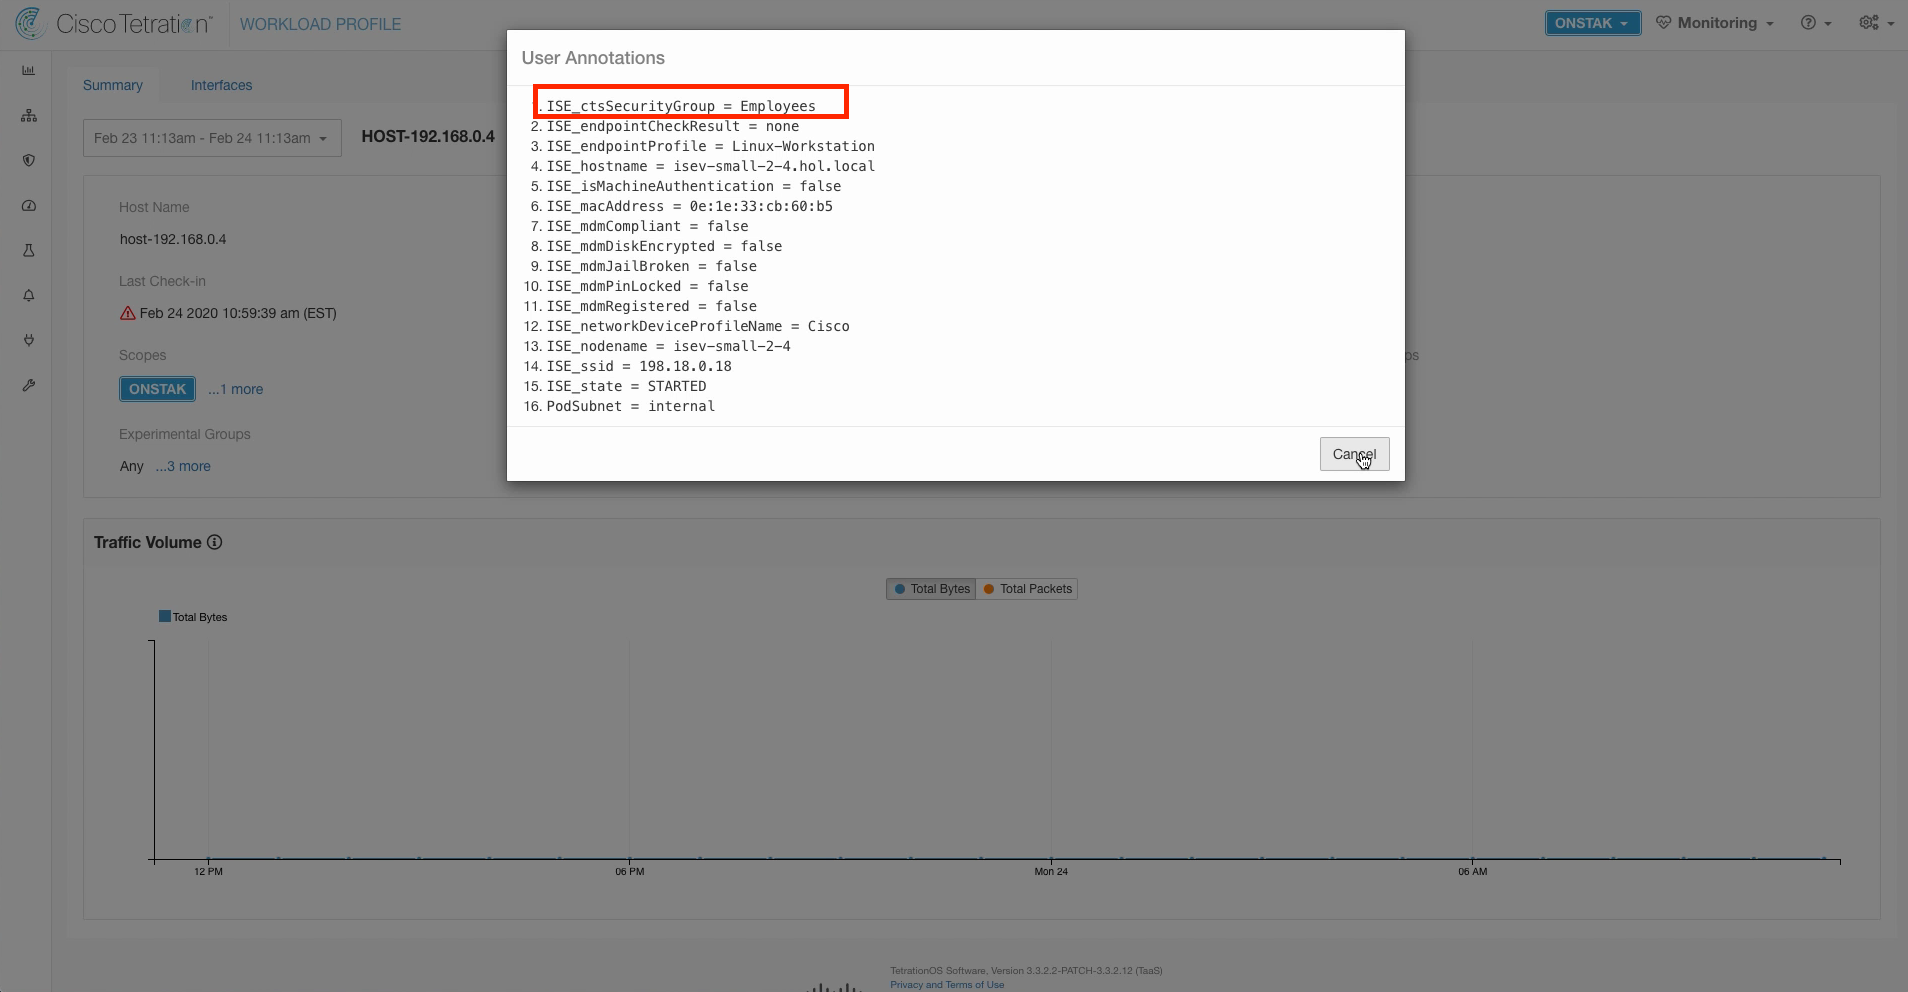 Cisco Tetration™
WORKLOAD PROFILE
ONSTAK
Monitoring
Summary
Interfaces
Feb 23 11:13am - Feb 24 11:13am
HOST-192.168.0.4
Host Name
host-192.168.0.4
Last Check-in
Feb 24 2020 10:59:39 am (EST)
Scopes
ONSTAK ...1 more
Experimental Groups
Any ...3 more
User Annotations
1. ISE_ctsSecurityGroup = Employees
2. ISE_endpointCheckResult = none
3. ISE_endpointProfile = Linux-Workstation
4. ISE_hostname = isev-small-2-4.hol.local
5. ISE_isMachineAuthentication = false
6. ISE_macAddress = 0e:1e:33:cb:60:b5
7. ISE_mdmCompliant = false
8. ISE_mdmDiskEncrypted = false
9. ISE_mdmJailBroken = false
10. ISE_mdmPinLocked = false
11. ISE_mdmRegistered = false
12. ISE_networkDeviceProfileName = Cisco
13. ISE_nodename = isev-small-2-4
14. ISE_ssid = 198.18.0.18
15. ISE_state = STARTED
16. PodSubnet = internal
Cancel
Traffic Volume
Total Bytes Total Packets
Total Bytes
12 PM 06 PM Mon 24 06 AM
TetrationOS Software, Version 3.3.2.2-PATCH-3.3.2.12 (TaaS)
Privacy and Terms of Use